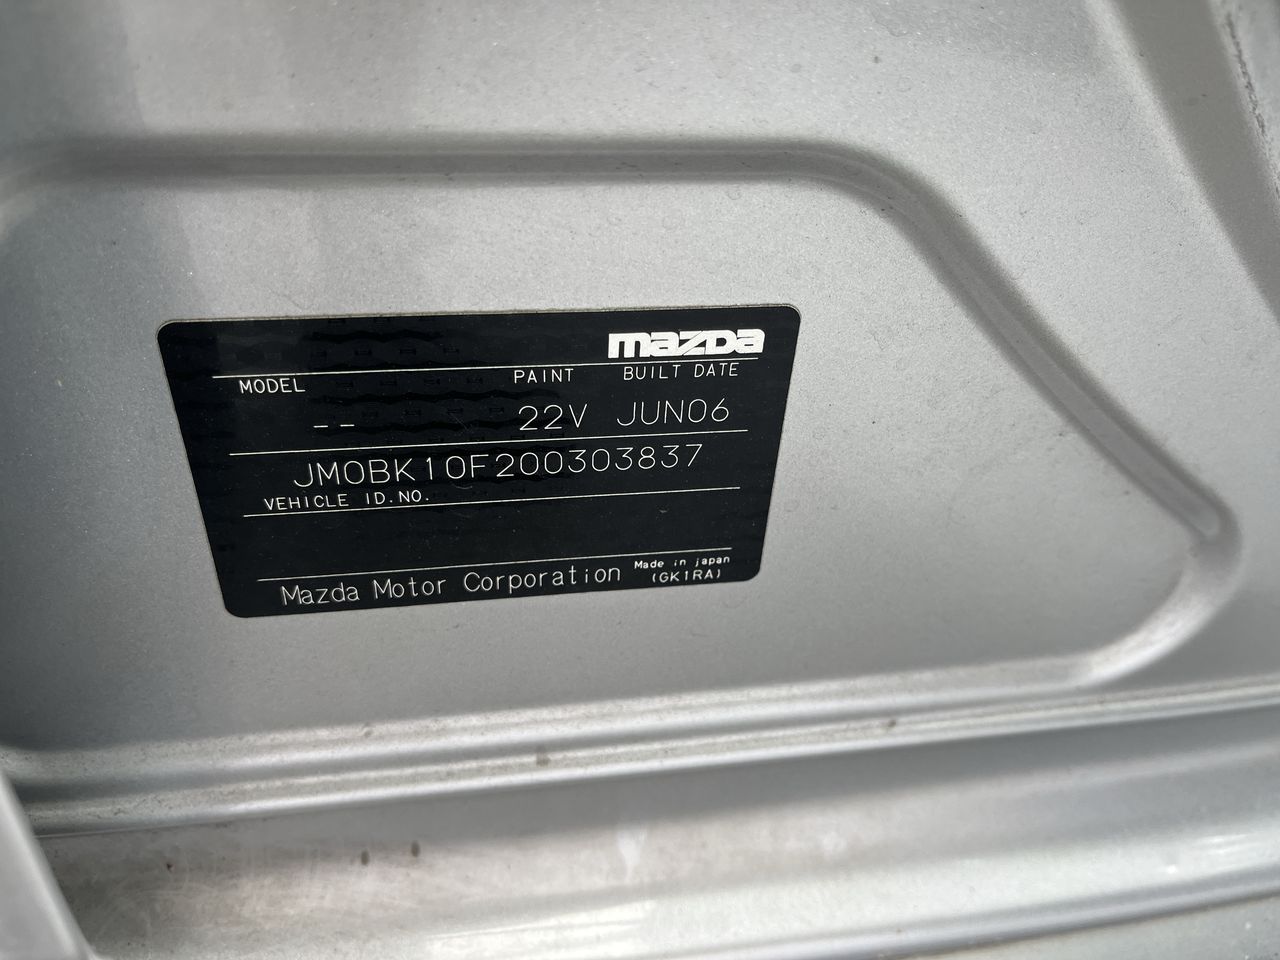 mazda
MODEL PAINT BUILT DATE
-- 22V JUN06
JM0BK10F200303837
VEHICLE ID.NO.
Mazda Motor Corporation Made in japan
(GK1RA)